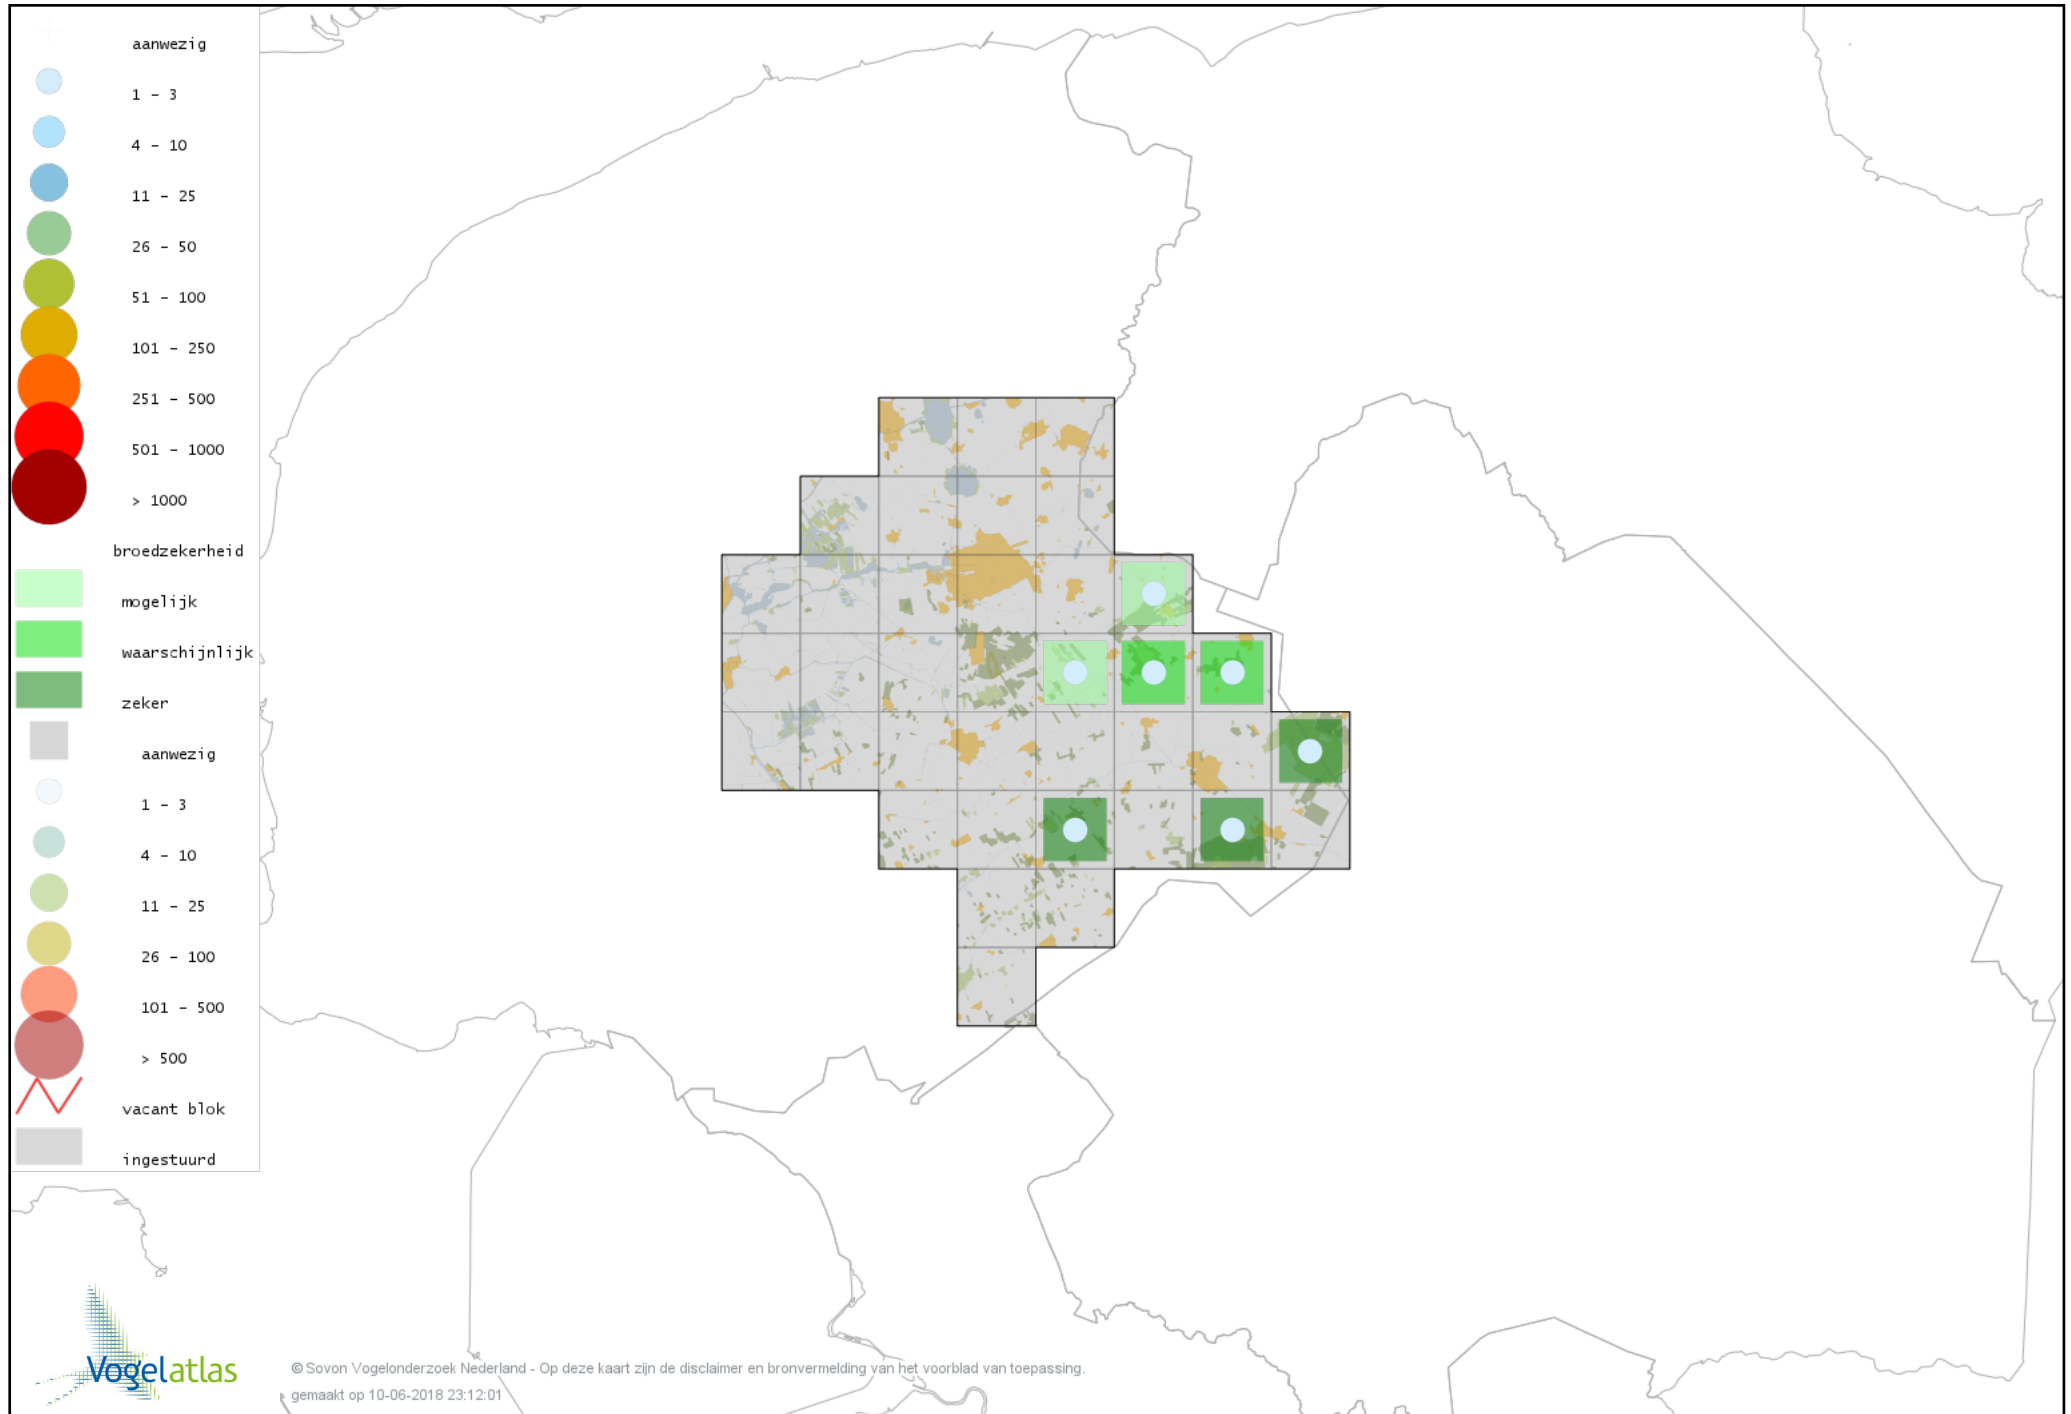 aanwezig
1 - 3
4 - 10
11 - 25
26 - 50
51 - 100
101 - 250
251 - 500
501 - 1000
> 1000
broedzekerheid
mogelijk
waarschijnlijk
zeker
aanwezig
1 - 3
4 - 10
11 - 25
26 - 100
101 - 500
> 500
vacant blok
ingestuurd
Vogelatlas
© Sovon Vogelonderzoek Nederland - Op deze kaart zijn de disclaimer en bronvermelding van het voorblad van toepassing.
gemaakt op 10-06-2018 23:12:01